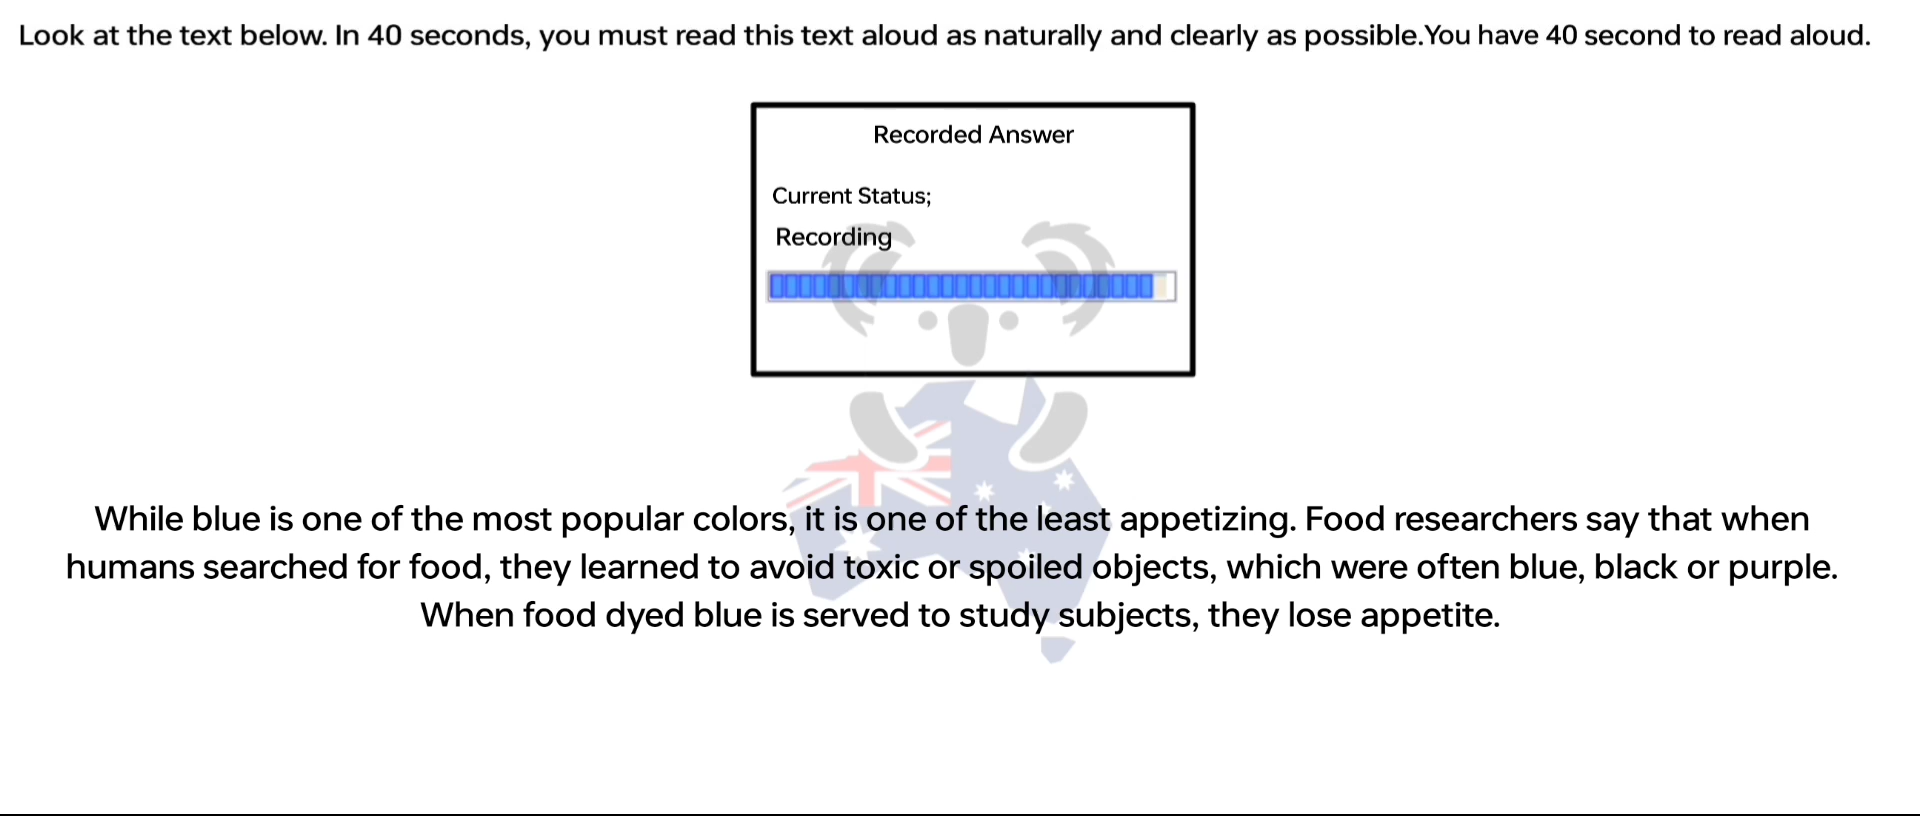 Look at the text below. In 40 seconds, you must read this text aloud as naturally and clearly as possible.You have 40 second to read aloud.
Recorded Answer
Current Status;
Recording
While blue is one of the most popular colors, it is one of the least appetizing. Food researchers say that when
humans searched for food, they learned to avoid toxic or spoiled objects, which were often blue, black or purple.
When food dyed blue is served to study subjects, they lose appetite.